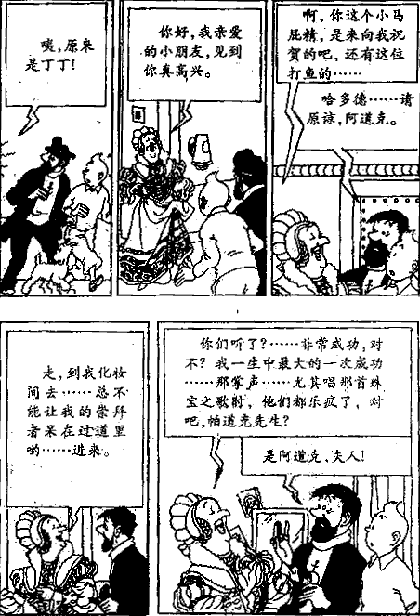 咦，原来
是丁丁！
你好，我亲爱
的小朋友，见到
你真高兴。
啊，你这个小马
屁精，是来向我祝
贺的吧，还有这位
打鱼的……
哈多德……请
原谅，阿道克。
走，到我化妆
间去……总不
能让我的崇拜
者呆在过道里
哟……进来。
你们听了？……非常成功，对
不？我一生中最大的一次成功
……那掌声……尤其唱那首珠
宝之歌时，他们都乐疯了，对
吧，帕道克先生？
是阿道克，夫人！